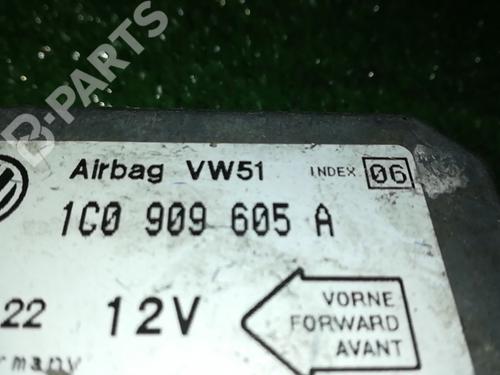 B-PARTS
Airbag VW51 INDEX 06
1C0 909 605 A
22 12V
VORNE
FORWARD
AVANT